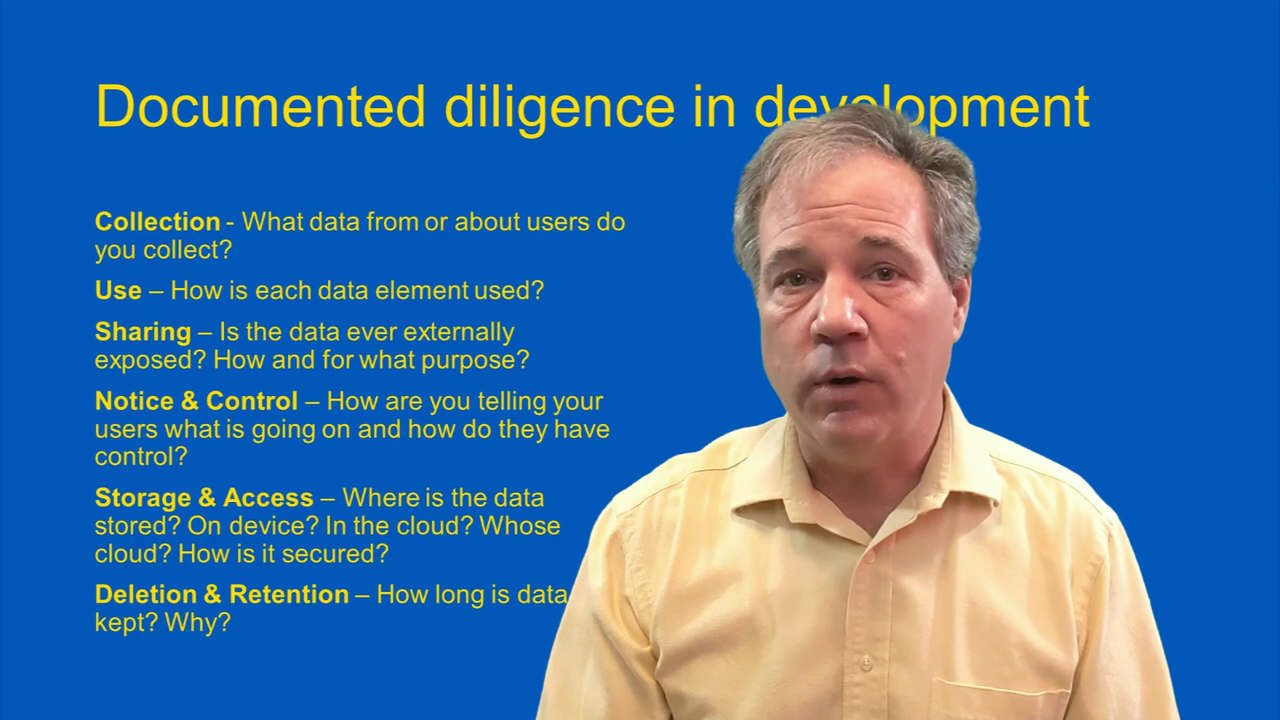 Documented diligence in development
Collection - What data from or about users do
you collect?
Use – How is each data element used?
Sharing – Is the data ever externally
exposed? How and for what purpose?
Notice & Control – How are you telling your
users what is going on and how do they have
control?
Storage & Access – Where is the data
stored? On device? In the cloud? Whose
cloud? How is it secured?
Deletion & Retention – How long is data
kept? Why?